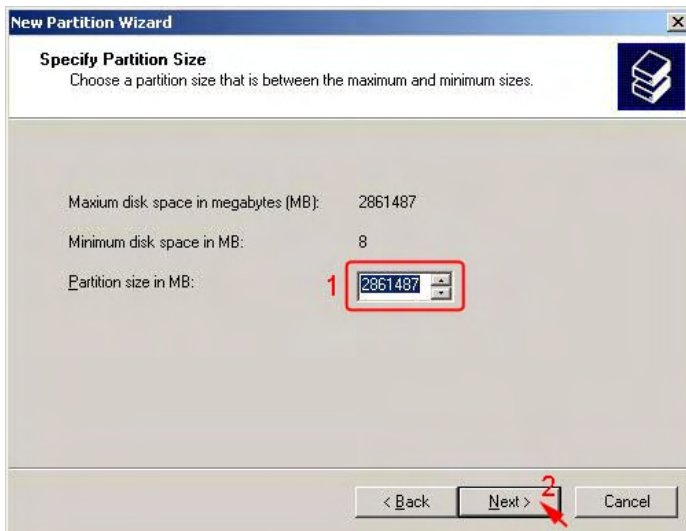 New Partition Wizard
Specify Partition Size
Choose a partition size that is between the maximum and minimum sizes.
Maxium disk space in megabytes (MB): 2861487
Minimum disk space in MB: 8
Partition size in MB: 1 2861487
2
< Back Next > Cancel